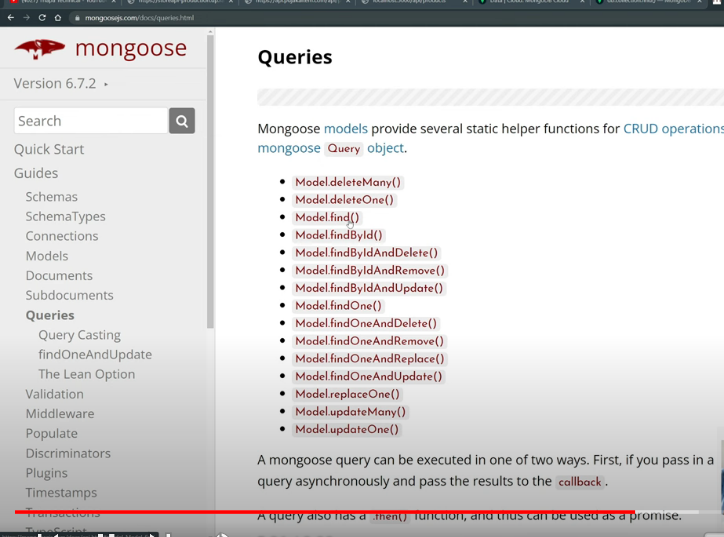 mongoosejs.com/docs/queries.html
mongoose
Version 6.7.2
Search
Quick Start
Guides
Schemas
SchemaTypes
Connections
Models
Documents
Subdocuments
Queries
Query Casting
findOneAndUpdate
The Lean Option
Validation
Middleware
Populate
Discriminators
Plugins
Timestamps
Transactions
TypeScript
Queries
Mongoose models provide several static helper functions for CRUD operations
mongoose Query object.
Model.deleteMany()
Model.deleteOne()
Model.find()
Model.findById()
Model.findByIdAndDelete()
Model.findByIdAndRemove()
Model.findByIdAndUpdate()
Model.findOne()
Model.findOneAndDelete()
Model.findOneAndRemove()
Model.findOneAndReplace()
Model.findOneAndUpdate()
Model.replaceOne()
Model.updateMany()
Model.updateOne()
A mongoose query can be executed in one of two ways. First, if you pass in a
query asynchronously and pass the results to the callback.
A query also has a .then() function, and thus can be used as a promise.